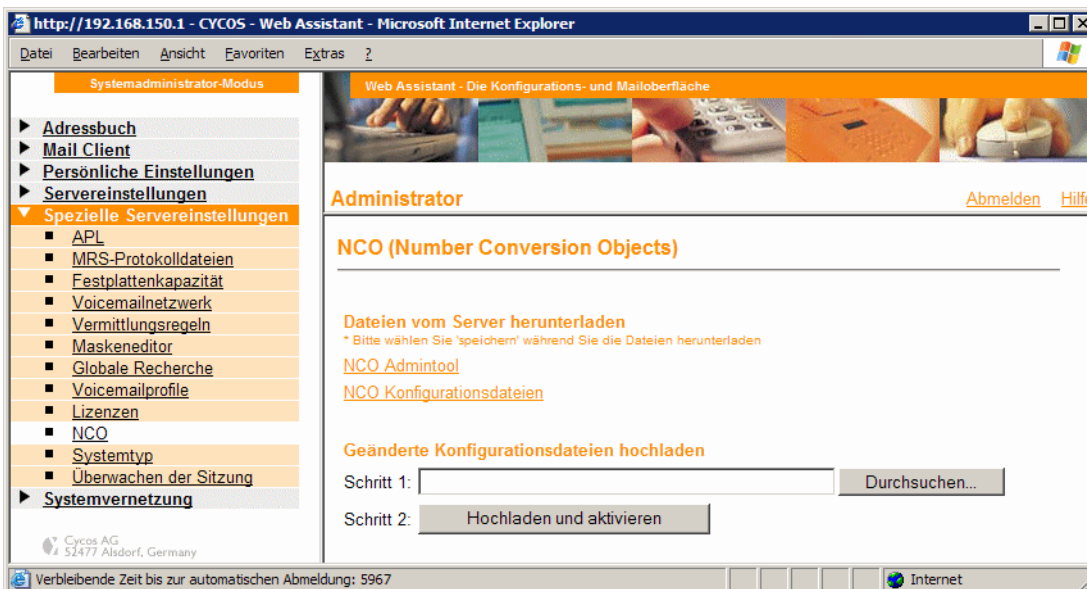 http://192.168.150.1 - CYCOS - Web Assistant - Microsoft Internet Explorer
Datei Bearbeiten Ansicht Favoriten Extras ?
Systemadministrator-Modus
Adressbuch
Mail Client
Persönliche Einstellungen
Servereinstellungen
Spezielle Servereinstellungen
APL
MRS-Protokolldateien
Festplattenkapazität
Voicemailnetzwerk
Vermittlungsregeln
Maskeneditor
Globale Recherche
Voicemailprofile
Lizenzen
NCO
Systemtyp
Überwachen der Sitzung
Systemvernetzung
Cycos AG
52477 Alsdorf, Germany
Web Assistant - Die Konfigurations- und Mailoberfläche
Administrator
Abmelden Hilfe
NCO (Number Conversion Objects)
Dateien vom Server herunterladen
* Bitte wählen Sie 'speichern' während Sie die Dateien herunterladen
NCO Admintool
NCO Konfigurationsdateien
Geänderte Konfigurationsdateien hochladen
Schritt 1: Durchsuchen...
Schritt 2: Hochladen und aktivieren
Verbleibende Zeit bis zur automatischen Abmeldung: 5967
Internet